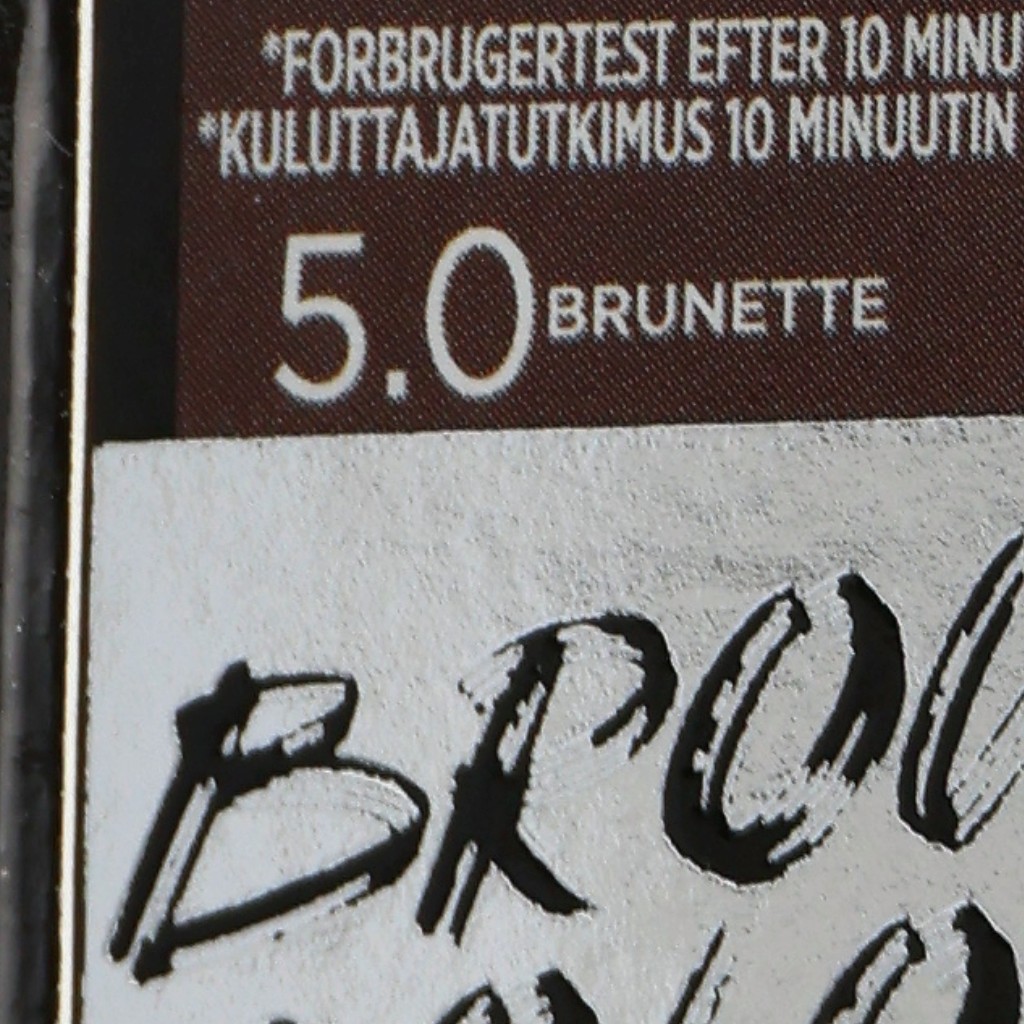 *FORBRUGERTEST EFTER 10 MINU
*KULUTTAJATUTKIMUS 10 MINUUTIN
5.0 BRUNETTE